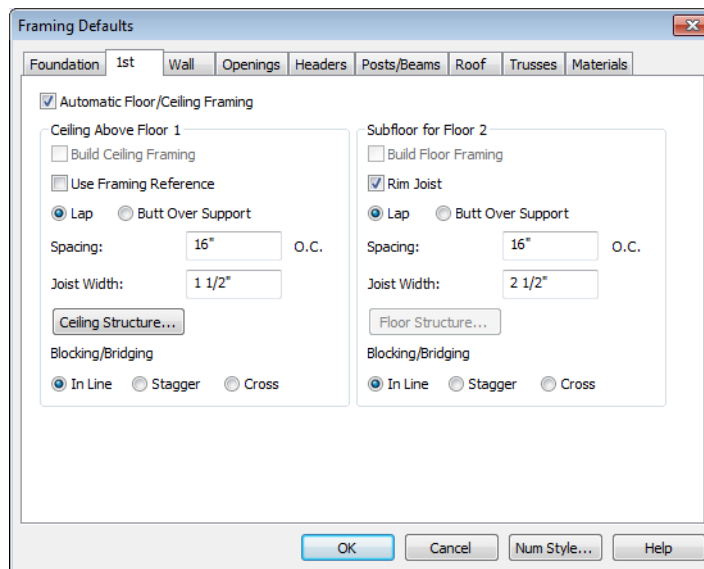 Framing Defaults
Foundation 1st Wall Openings Headers Posts/Beams Roof Trusses Materials
Automatic Floor/Ceiling Framing
Ceiling Above Floor 1
Build Ceiling Framing
Use Framing Reference
Lap Butt Over Support
Spacing: 16" O.C.
Joist Width: 1 1/2"
Ceiling Structure...
Blocking/Bridging
In Line Stagger Cross
Subfloor for Floor 2
Build Floor Framing
Rim Joist
Lap Butt Over Support
Spacing: 16" O.C.
Joist Width: 2 1/2"
Floor Structure...
Blocking/Bridging
In Line Stagger Cross
OK Cancel Num Style... Help